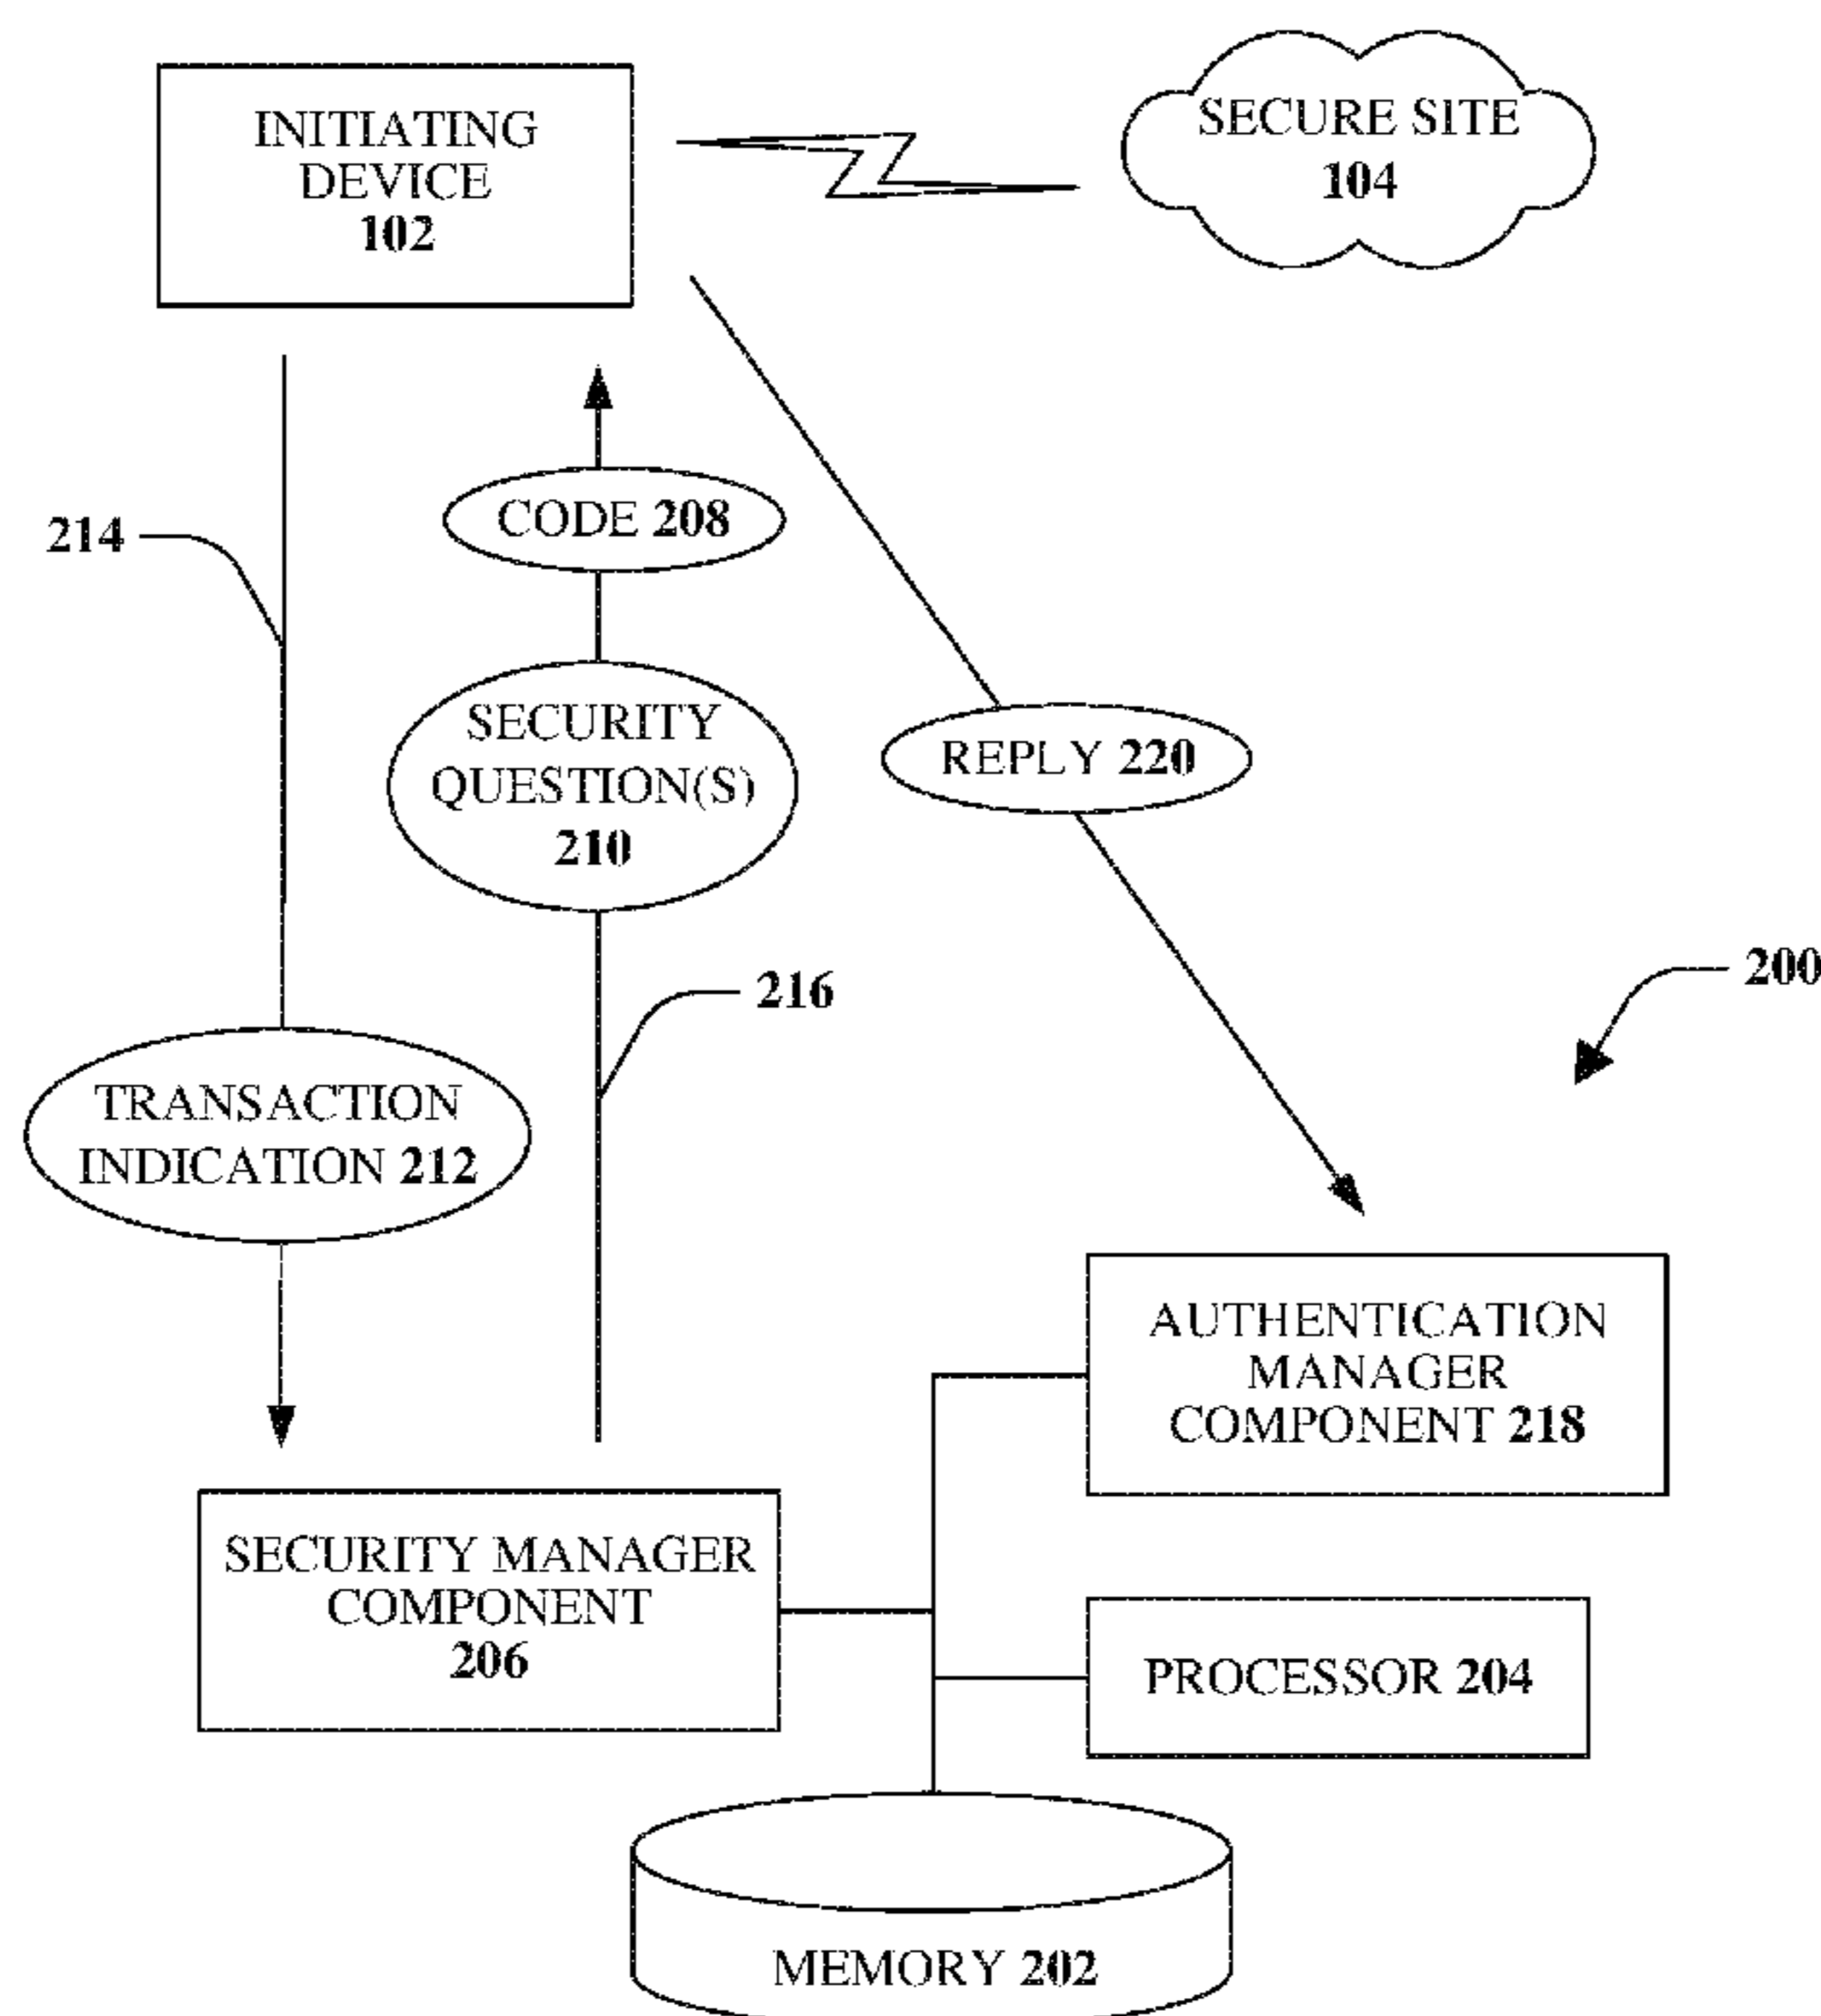 INITIATING
DEVICE
102
SECURE SITE
104
CODE 208
214
SECURITY
QUESTION(S)
210
REPLY 220
216
200
TRANSACTION
INDICATION 212
AUTHENTICATION
MANAGER
COMPONENT 218
SECURITY MANAGER
COMPONENT
206
PROCESSOR 204
MEMORY 202